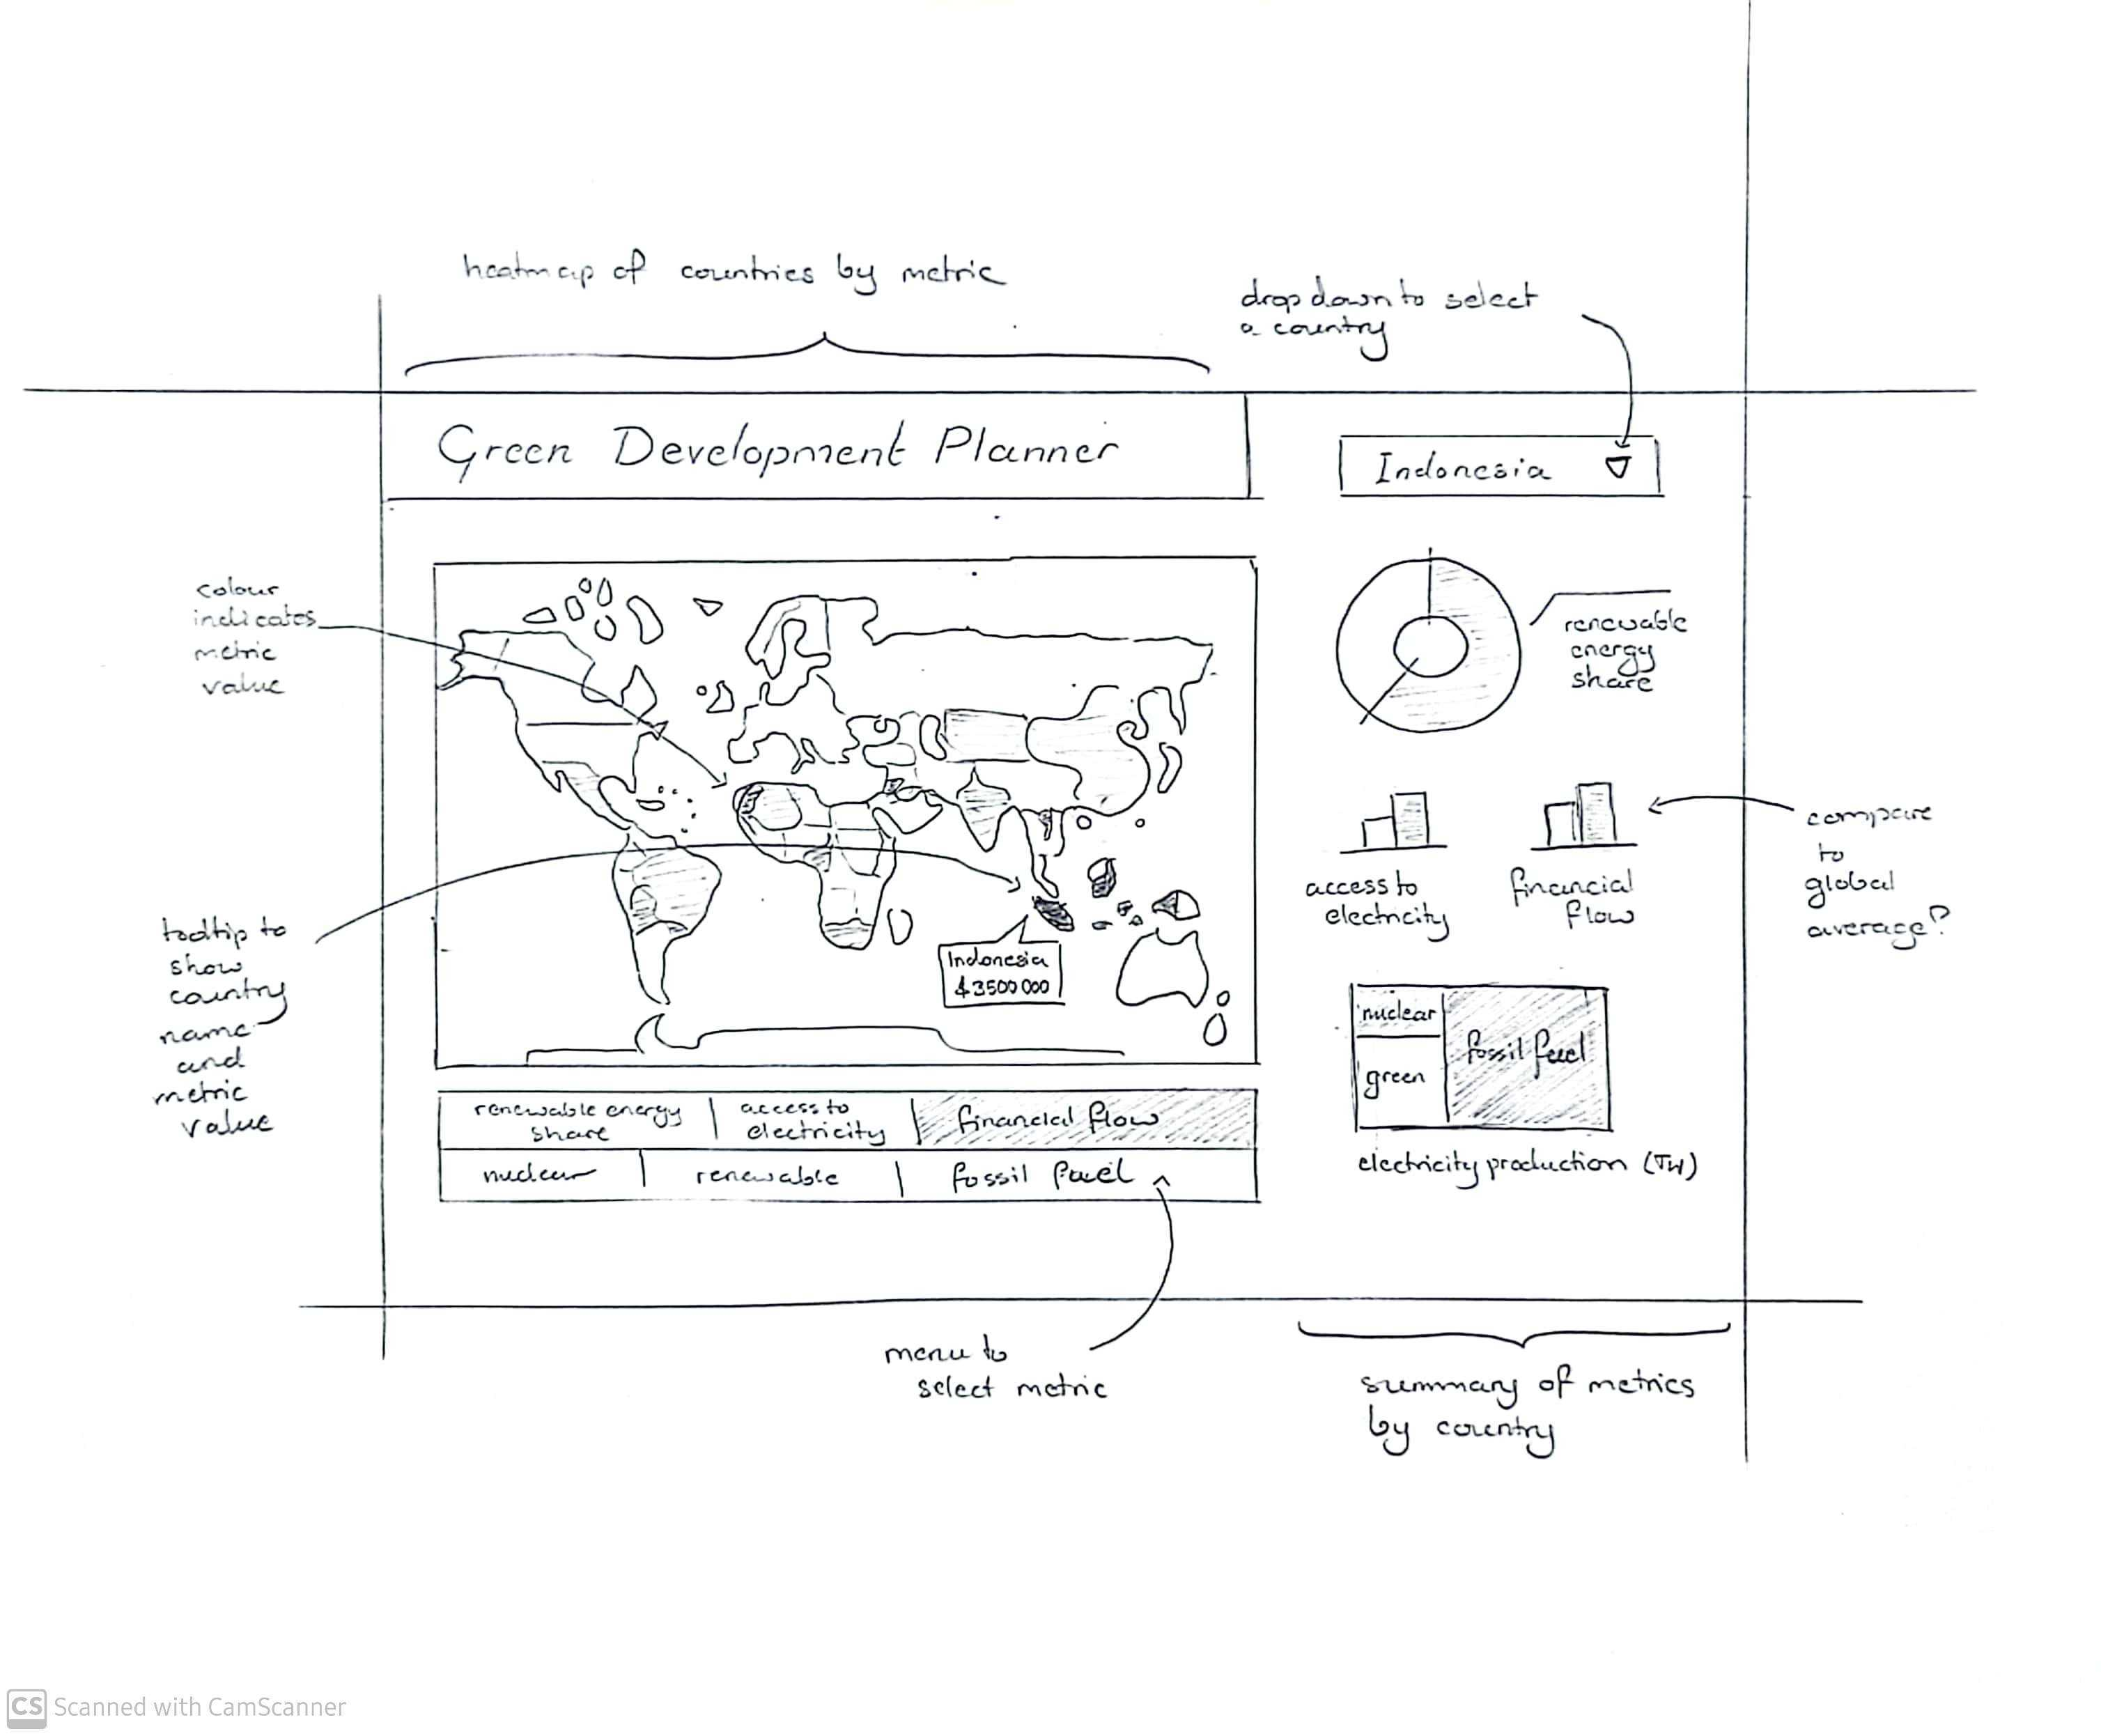 heatmap of countries by metric
drop down to select
a country
Green Development Planner
Indonesia
colour
indicates
metric
value
renewable
energy
share
compare
to
global
average?
access to
electricity
financial
flow
tooltip to
show
country
name
and
metric
value
Indonesia
$3500 000
nuclear
green
fossil fuel
electricity production (TW)
renewable energy
share
access to
electricity
financial flow
nuclear
renewable
fossil fuel
menu to
select metric
summary of metrics
by country
CS Scanned with CamScanner